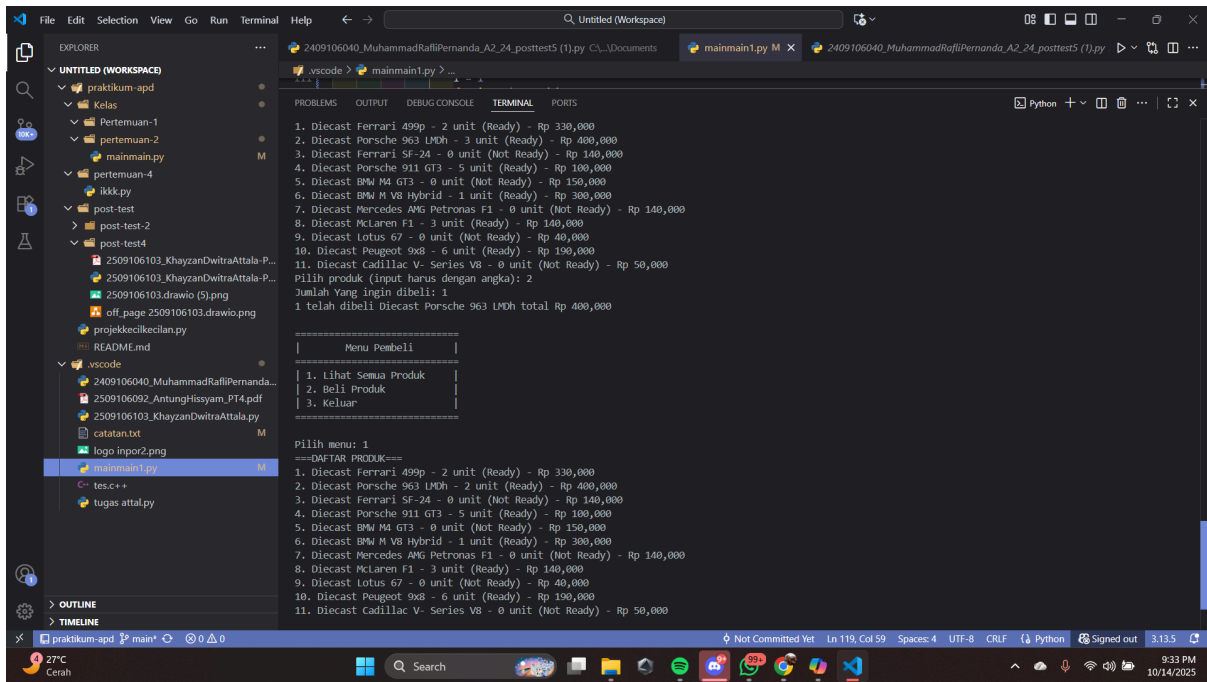 File Edit Selection View Go Run Terminal Help
Untitled (Workspace)
EXPLORER
2409106040_MuhammadRafliPernanda_A2_24_posttest5 (1).py C:\...\Documents
mainmain1.py M
2409106040_MuhammadRafliPernanda_A2_24_posttest5 (1).py
.vscode > mainmain1.py > ...
UNTITLED (WORKSPACE)
praktikum-apd
Kelas
Pertemuan-1
pertemuan-2
mainmain.py M
pertemuan-4
ikkk.py
post-test
post-test-2
post-test4
2509106103_KhayzanDwitraAttala-P...
2509106103_KhayzanDwitraAttala-P...
2509106103.drawio (5).png
off_page 2509106103.drawio.png
projekkecilkecilan.py
README.md
.vscode
2409106040_MuhammadRafliPernanda...
2509106092_AntungHissyam_PT4.pdf
2509106103_KhayzanDwitraAttala.py
catatan.txt M
logo inpor2.png
mainmain1.py M
tes.c++
tugas attal.py
OUTLINE
TIMELINE
10K+
1
1
PROBLEMS OUTPUT DEBUG CONSOLE TERMINAL PORTS
Python
1. Diecast Ferrari 499p - 2 unit (Ready) - Rp 330,000
2. Diecast Porsche 963 LMDh - 3 unit (Ready) - Rp 400,000
3. Diecast Ferrari SF-24 - 0 unit (Not Ready) - Rp 140,000
4. Diecast Porsche 911 GT3 - 5 unit (Ready) - Rp 100,000
5. Diecast BMW M4 GT3 - 0 unit (Not Ready) - Rp 150,000
6. Diecast BMW M V8 Hybrid - 1 unit (Ready) - Rp 300,000
7. Diecast Mercedes AMG Petronas F1 - 0 unit (Not Ready) - Rp 140,000
8. Diecast McLaren F1 - 3 unit (Ready) - Rp 140,000
9. Diecast Lotus 67 - 0 unit (Not Ready) - Rp 40,000
10. Diecast Peugeot 9x8 - 6 unit (Ready) - Rp 190,000
11. Diecast Cadillac V- Series V8 - 0 unit (Not Ready) - Rp 50,000
Pilih produk (input harus dengan angka): 2
Jumlah Yang ingin dibeli: 1
1 telah dibeli Diecast Porsche 963 LMDh total Rp 400,000
==============================
| Menu Pembeli |
==============================
| 1. Lihat Semua Produk |
| 2. Beli Produk |
| 3. Keluar |
==============================
Pilih menu: 1
===DAFTAR PRODUK===
1. Diecast Ferrari 499p - 2 unit (Ready) - Rp 330,000
2. Diecast Porsche 963 LMDh - 2 unit (Ready) - Rp 400,000
3. Diecast Ferrari SF-24 - 0 unit (Not Ready) - Rp 140,000
4. Diecast Porsche 911 GT3 - 5 unit (Ready) - Rp 100,000
5. Diecast BMW M4 GT3 - 0 unit (Not Ready) - Rp 150,000
6. Diecast BMW M V8 Hybrid - 1 unit (Ready) - Rp 300,000
7. Diecast Mercedes AMG Petronas F1 - 0 unit (Not Ready) - Rp 140,000
8. Diecast McLaren F1 - 3 unit (Ready) - Rp 140,000
9. Diecast Lotus 67 - 0 unit (Not Ready) - Rp 40,000
10. Diecast Peugeot 9x8 - 6 unit (Ready) - Rp 190,000
11. Diecast Cadillac V- Series V8 - 0 unit (Not Ready) - Rp 50,000
praktikum-apd main* 0 0
Not Committed Yet Ln 119, Col 59 Spaces: 4 UTF-8 CRLF Python Signed out 3.13.5
4
27°C
Cerah
Search
99+
9:33 PM
10/14/2025